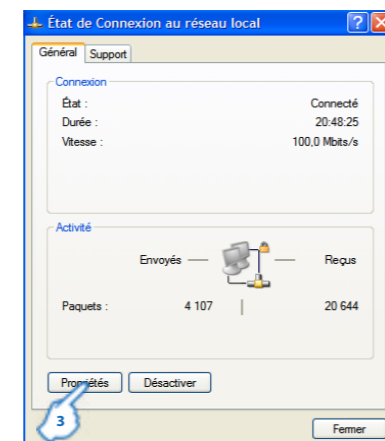 État de Connexion au réseau local
Général Support
Connexion
État : Connecté
Durée : 20:48:25
Vitesse : 100,0 Mbits/s
Activité
Envoyés — — Reçus
Paquets : 4 107 | 20 644
Propriétés Désactiver
3
Fermer